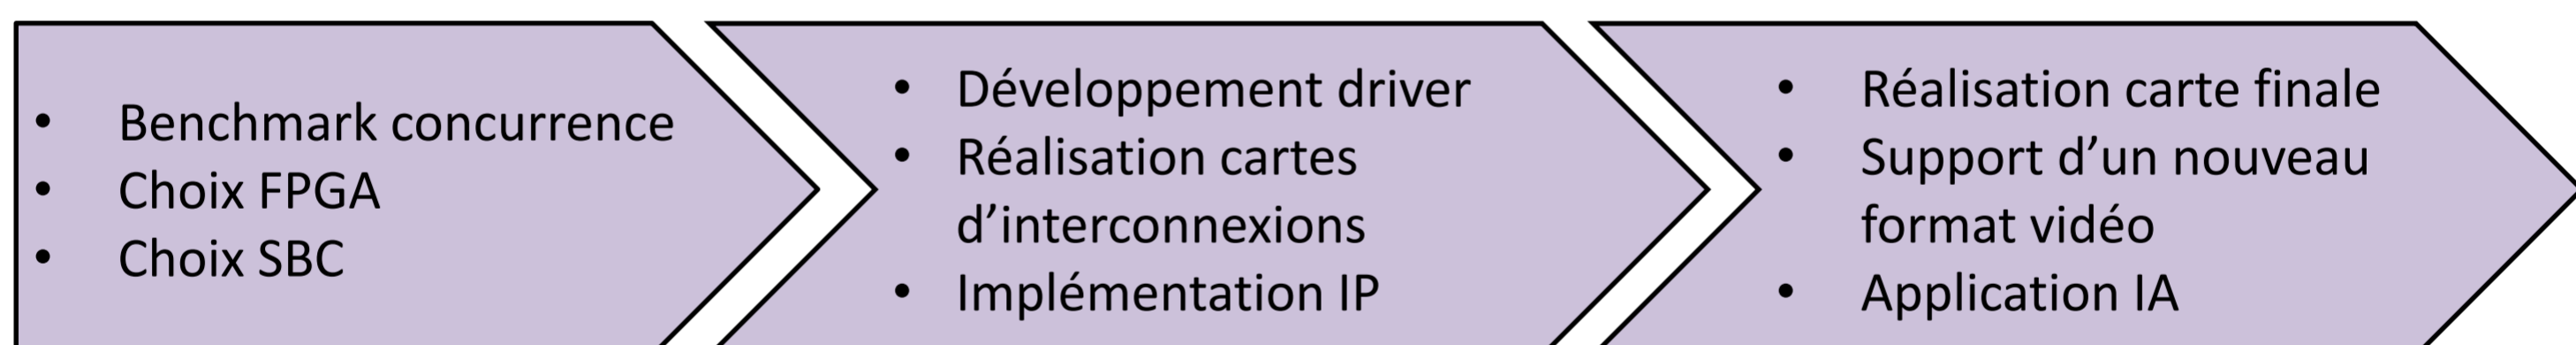 • Benchmark concurrence
• Choix FPGA
• Choix SBC
• Développement driver
• Réalisation cartes
d’interconnexions
• Implémentation IP
• Réalisation carte finale
• Support d’un nouveau
format vidéo
• Application IA